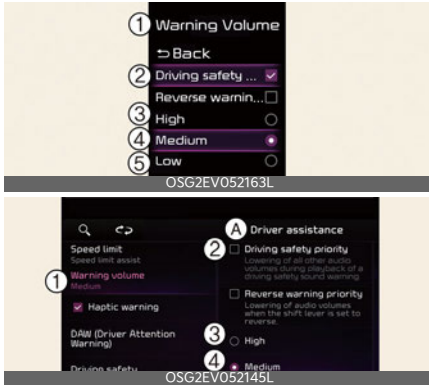 ① Warning Volume
⮌ Back
② Driving safety ...
Reverse warnin...
③ High
④ Medium
⑤ Low
OSG2EV052163L
Ⓐ Driver assistance
Speed limit
Speed limit assist
① Warning volume
Medium
Haptic warning
DAW (Driver Attention
Warning)
Driving safety
② Driving safety priority
Lowering of all other audio
volumes during playback of a
driving safety sound warning.
Reverse warning priority
Lowering of audio volumes
when the shift lever is set to
reverse.
③ High
④ Medium
OSG2EV052145L